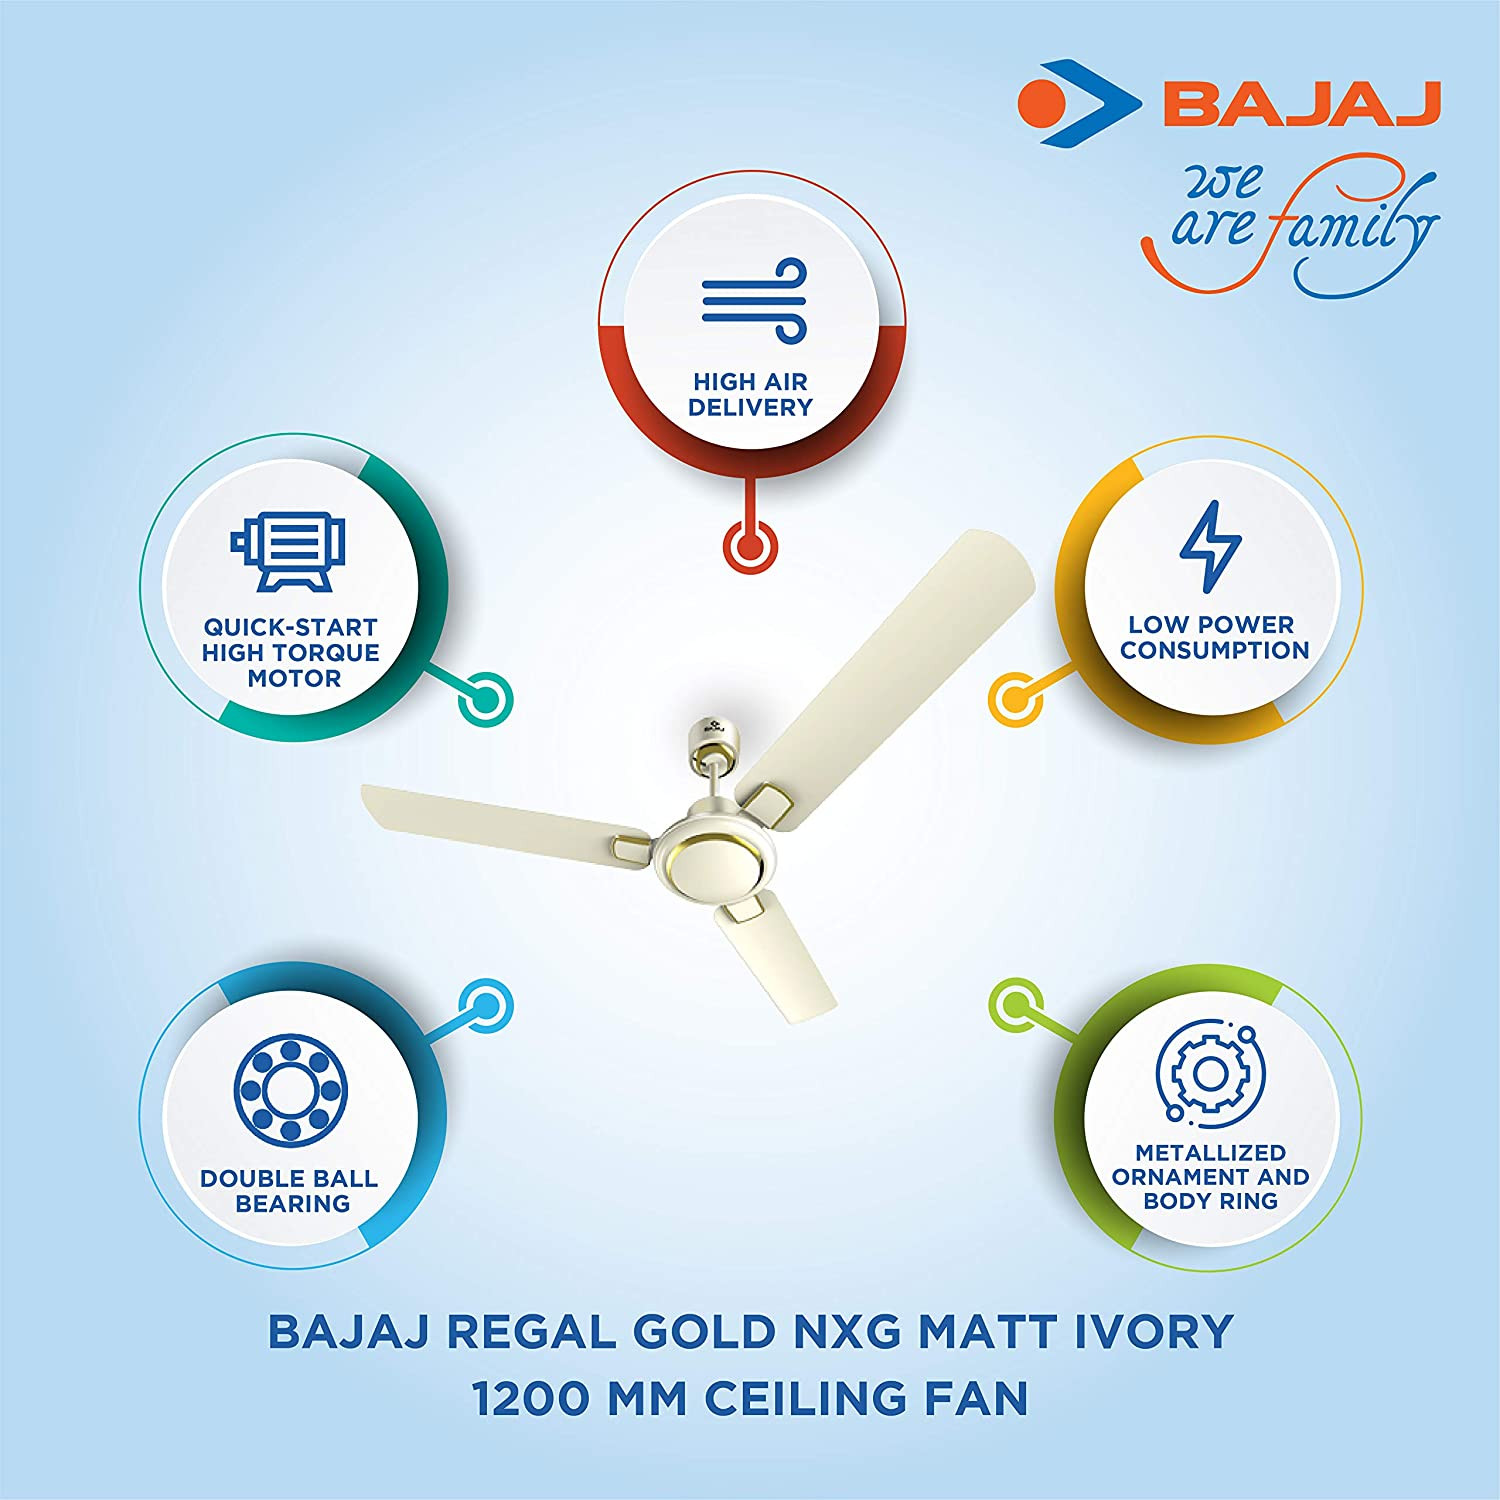 BAJAJ
we
are family
HIGH AIR
DELIVERY
QUICK-START
HIGH TORQUE
MOTOR
LOW POWER
CONSUMPTION
BAJAJ
DOUBLE BALL
BEARING
METALLIZED
ORNAMENT AND
BODY RING
BAJAJ REGAL GOLD NXG MATT IVORY
1200 MM CEILING FAN